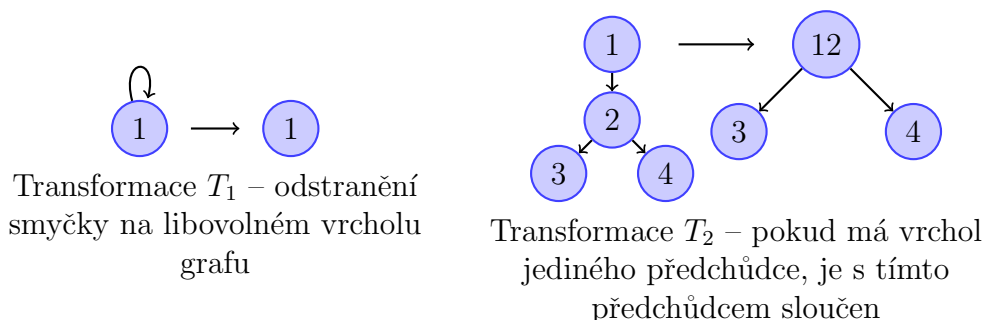 1
1
Transformace T₁ – odstranění
smyčky na libovolném vrcholu
grafu
1
2
3
4
12
3
4
Transformace T₂ – pokud má vrchol
jediného předchůdce, je s tímto
předchůdcem sloučen